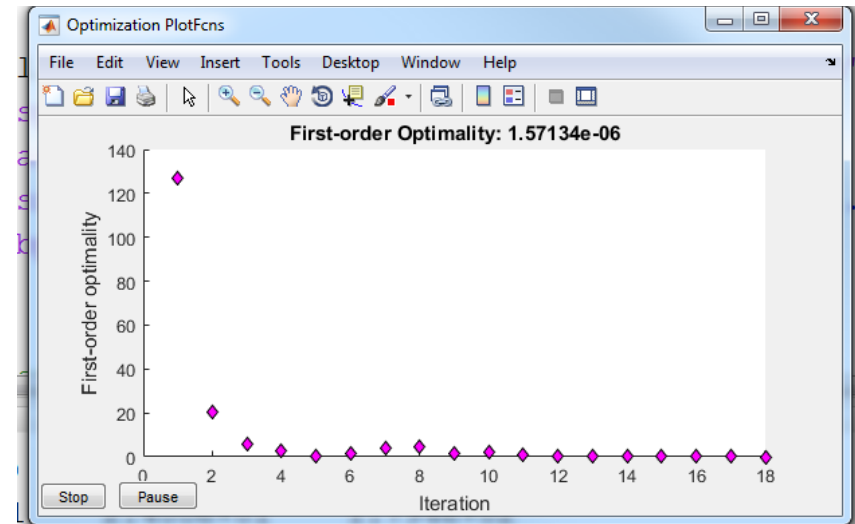 Optimization PlotFcns
File Edit View Insert Tools Desktop Window Help
First-order Optimality: 1.57134e-06
140
120
100
80
60
40
20
0
First-order optimality
0 2 4 6 8 10 12 14 16 18
Iteration
Stop Pause